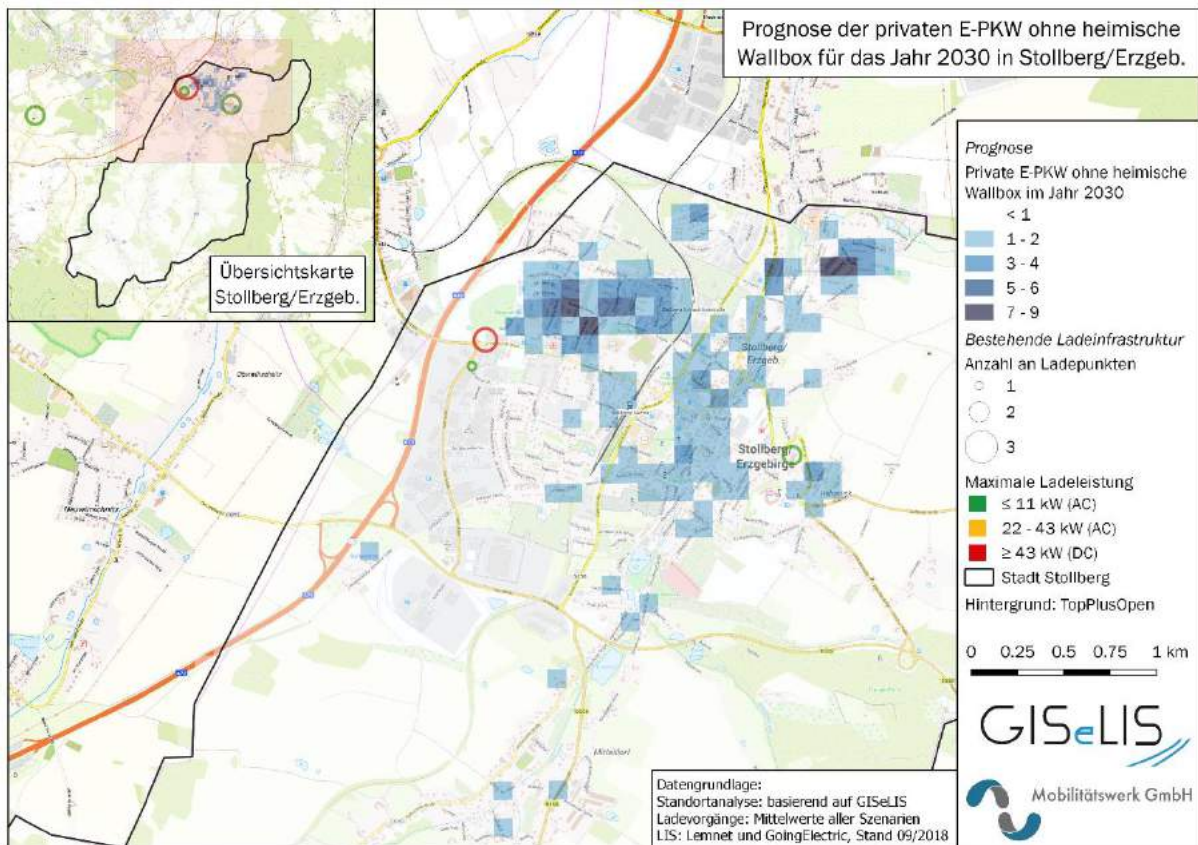 Prognose der privaten E-PKW ohne heimische
Wallbox für das Jahr 2030 in Stollberg/Erzgeb.
Übersichtskarte
Stollberg/Erzgeb.
Prognose
Private E-PKW ohne heimische
Wallbox im Jahr 2030
< 1
1 - 2
3 - 4
5 - 6
7 - 9
Bestehende Ladeinfrastruktur
Anzahl an Ladepunkten
1
2
3
Maximale Ladeleistung
≤ 11 kW (AC)
22 - 43 kW (AC)
≥ 43 kW (DC)
Stadt Stollberg
Hintergrund: TopPlusOpen
0 0.25 0.5 0.75 1 km
GISeLIS
Mobilitätswerk GmbH
Stollberg/
Erzgeb.
Stollberg/
Erzgebirge
Mitteldorf
Datengrundlage:
Standortanalyse: basierend auf GISeLIS
Ladevorgänge: Mittelwerte aller Szenarien
LIS: Lemnet und GoingElectric, Stand 09/2018